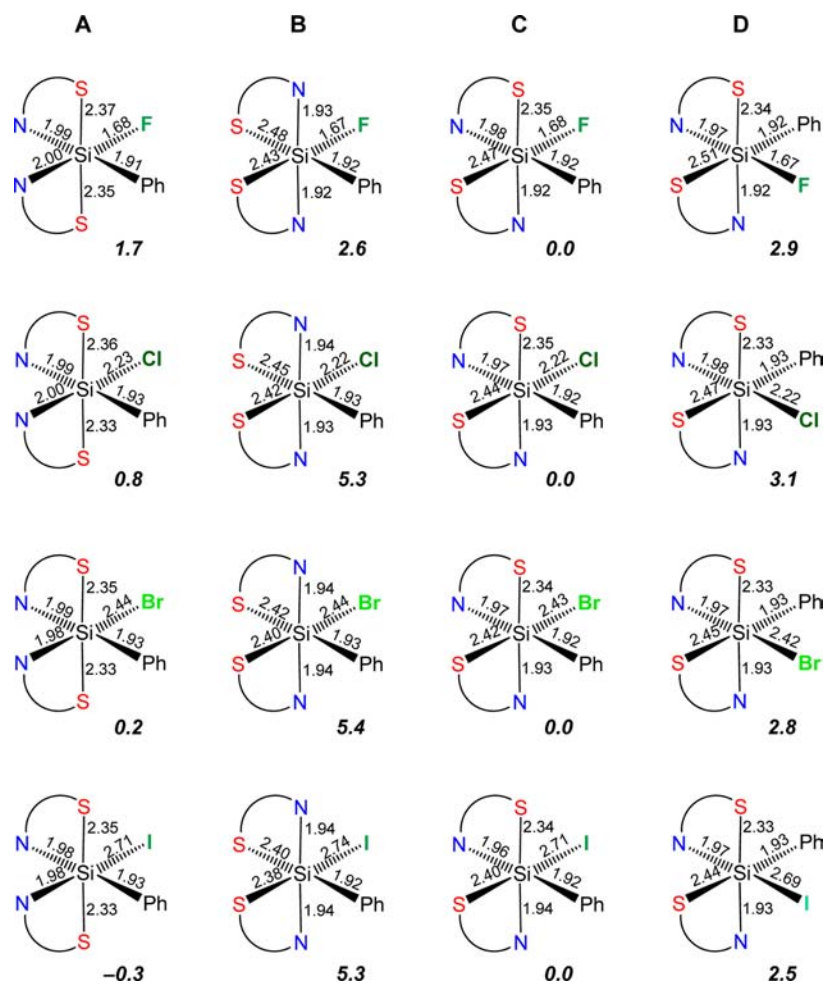 A B C D
S
2.37
N 1.99 1.68 F
Si
N 2.00 1.91 Ph
2.35
S
1.7
N
1.93
S 2.48 1.67 F
Si
S 2.43 1.92 Ph
1.92
N
2.6
S
2.35
N 1.98 1.68 F
Si
S 2.47 1.92 Ph
1.92
N
0.0
S
2.34
N 1.97 1.92 Ph
Si
S 2.51 1.67 F
1.92
N
2.9
S
2.36
N 1.99 2.23 Cl
Si
N 2.00 1.93 Ph
2.33
S
0.8
N
1.94
S 2.45 2.22 Cl
Si
S 2.42 1.93 Ph
1.93
N
5.3
S
2.35
N 1.97 2.22 Cl
Si
S 2.44 1.92 Ph
1.93
N
0.0
S
2.33
N 1.98 1.93 Ph
Si
S 2.47 2.22 Cl
1.93
N
3.1
S
2.35
N 1.99 2.44 Br
Si
N 1.98 1.93 Ph
2.33
S
0.2
N
1.94
S 2.42 2.44 Br
Si
S 2.40 1.93 Ph
1.94
N
5.4
S
2.34
N 1.97 2.43 Br
Si
S 2.42 1.92 Ph
1.93
N
0.0
S
2.33
N 1.97 1.93 Ph
Si
S 2.45 2.42 Br
1.93
N
2.8
S
2.35
N 1.98 2.71 I
Si
N 1.98 1.93 Ph
2.33
S
–0.3
N
1.94
S 2.40 2.74 I
Si
S 2.38 1.92 Ph
1.94
N
5.3
S
2.34
N 1.96 2.71 I
Si
S 2.40 1.92 Ph
1.94
N
0.0
S
2.33
N 1.97 1.93 Ph
Si
S 2.44 2.69 I
1.93
N
2.5